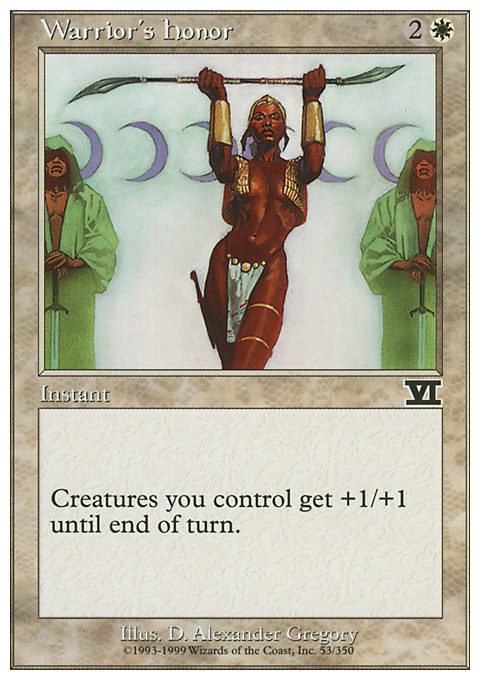 Warrior's honor 2
Instant VI
Creatures you control get +1/+1
until end of turn.
Illus. D. Alexander Gregory
©1993-1999 Wizards of the Coast, Inc. 53/350